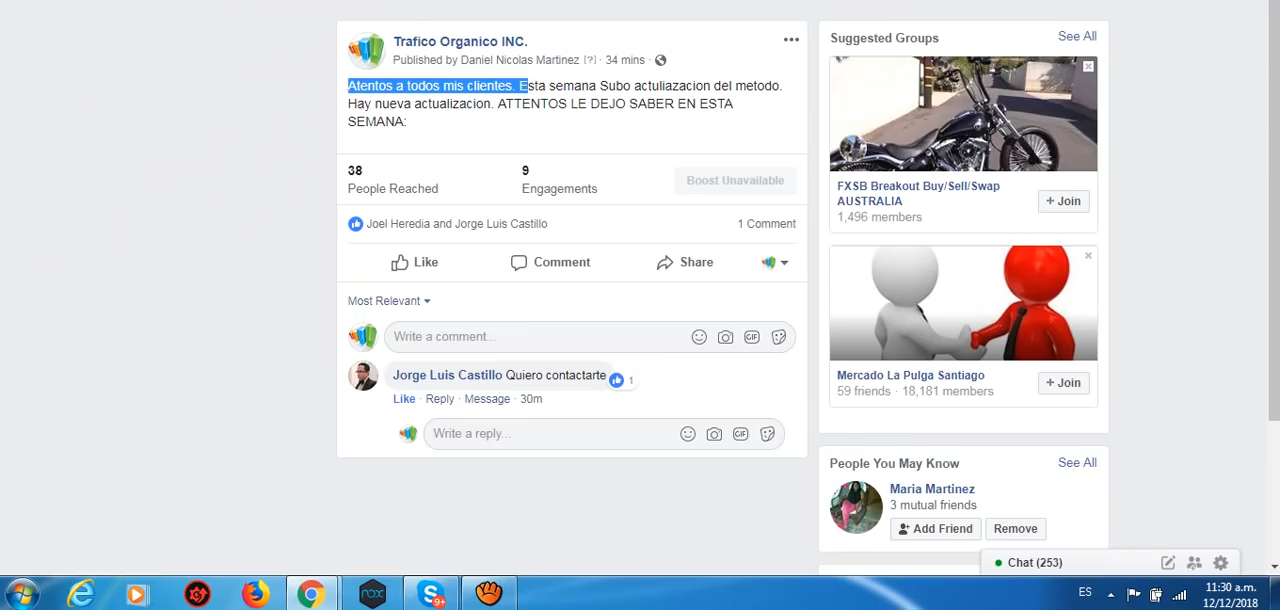 Trafico Organico INC.
Published by Daniel Nicolas Martinez [?] · 34 mins ·
Atentos a todos mis clientes. Esta semana Subo actuliazacion del metodo.
Hay nueva actualizacion. ATTENTOS LE DEJO SABER EN ESTA
SEMANA:
38
People Reached
9
Engagements
Boost Unavailable
Joel Heredia and Jorge Luis Castillo
1 Comment
Like
Comment
Share
Most Relevant
Write a comment...
GIF
Jorge Luis Castillo Quiero contactarte
1
Like · Reply · Message · 30m
Write a reply...
GIF
Suggested Groups
See All
FXSB Breakout Buy/Sell/Swap
AUSTRALIA
1,496 members
+ Join
Mercado La Pulga Santiago
59 friends · 18,181 members
+ Join
People You May Know
See All
Maria Martinez
3 mutual friends
Add Friend
Remove
Chat (253)
nox
S
9+
ES
11:30 a.m.
12/12/2018